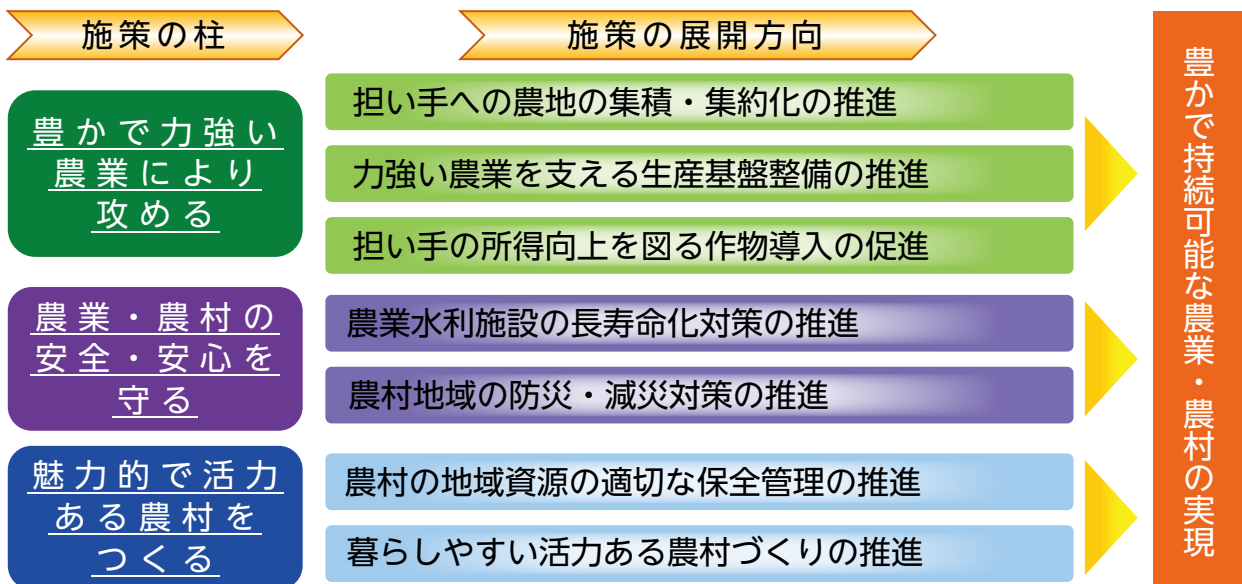 施策の柱
施策の展開方向
豊かで力強い
農業により
攻める
担い手への農地の集積・集約化の推進
力強い農業を支える生産基盤整備の推進
担い手の所得向上を図る作物導入の促進
農業・農村の
安全・安心を
守る
農業水利施設の長寿命化対策の推進
農村地域の防災・減災対策の推進
魅力的で活力
ある農村を
つくる
農村の地域資源の適切な保全管理の推進
暮らしやすい活力ある農村づくりの推進
豊かで持続可能な農業・農村の実現